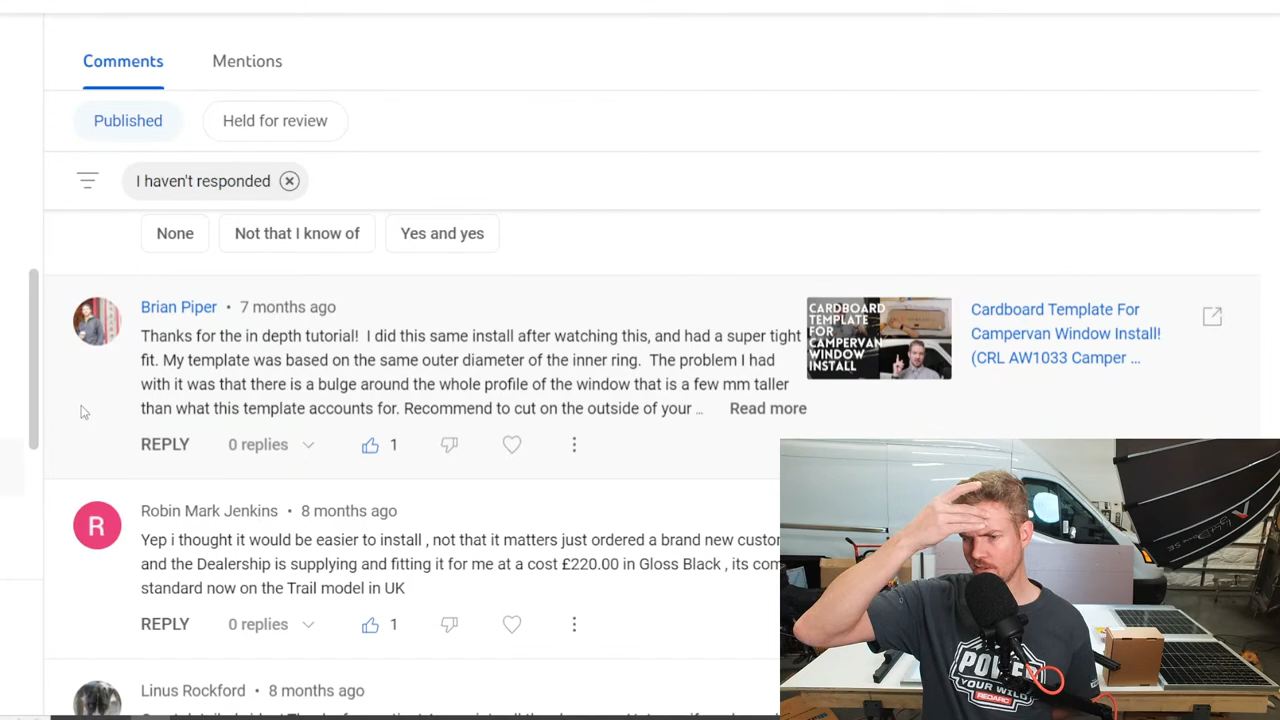 Comments Mentions
Published Held for review
I haven't responded
None Not that I know of Yes and yes
Brian Piper • 7 months ago
Thanks for the in depth tutorial! I did this same install after watching this, and had a super tight
fit. My template was based on the same outer diameter of the inner ring. The problem I had
with it was that there is a bulge around the whole profile of the window that is a few mm taller
than what this template accounts for. Recommend to cut on the outside of your ... Read more
REPLY 0 replies 1
CARDBOARD
TEMPLATE
FOR
CAMPERVAN
WINDOW
INSTALL
Cardboard Template For
Campervan Window Install!
(CRL AW1033 Camper ...
R
Robin Mark Jenkins • 8 months ago
Yep i thought it would be easier to install , not that it matters just ordered a brand new custor
and the Dealership is supplying and fitting it for me at a cost £220.00 in Gloss Black , its com
standard now on the Trail model in UK
REPLY 0 replies 1
Linus Rockford • 8 months ago
POWER
YOUR WILD
REDARC